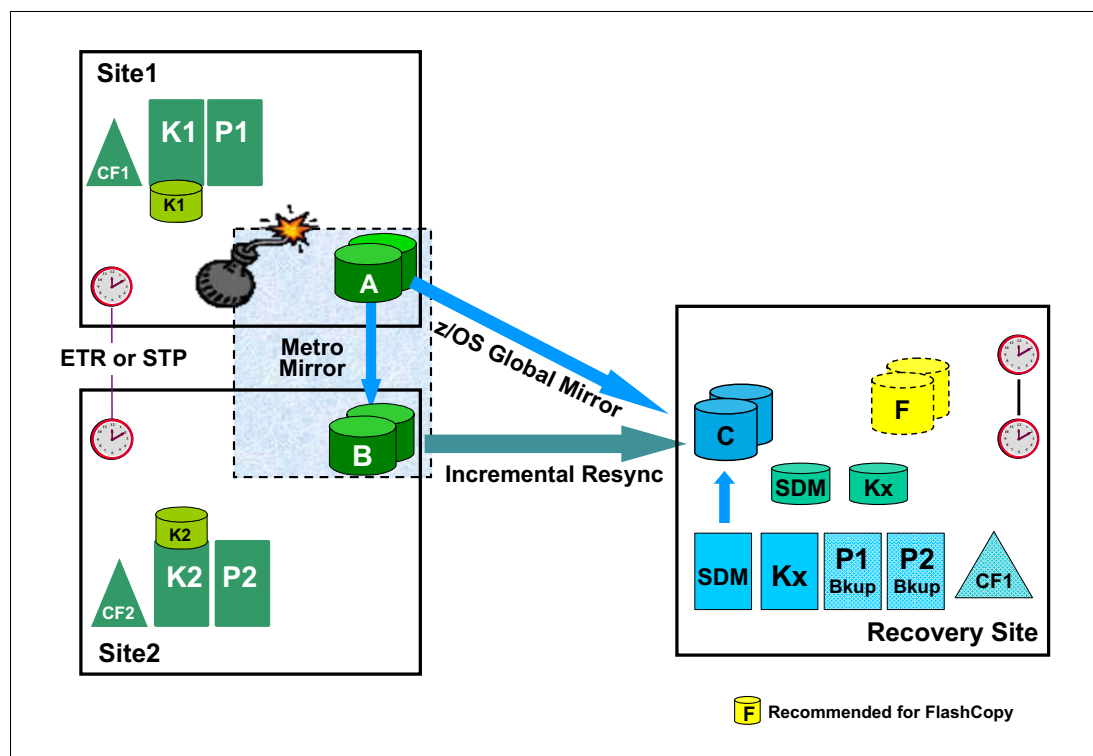 Site1
K1
P1
CF1
K1
A
ETR or STP
Metro
Mirror
z/OS Global Mirror
B
Incremental Resync
K2
K2
P2
CF2
Site2
F
C
SDM
Kx
SDM
Kx
P1
Bkup
P2
Bkup
CF1
Recovery Site
F
Recommended for FlashCopy